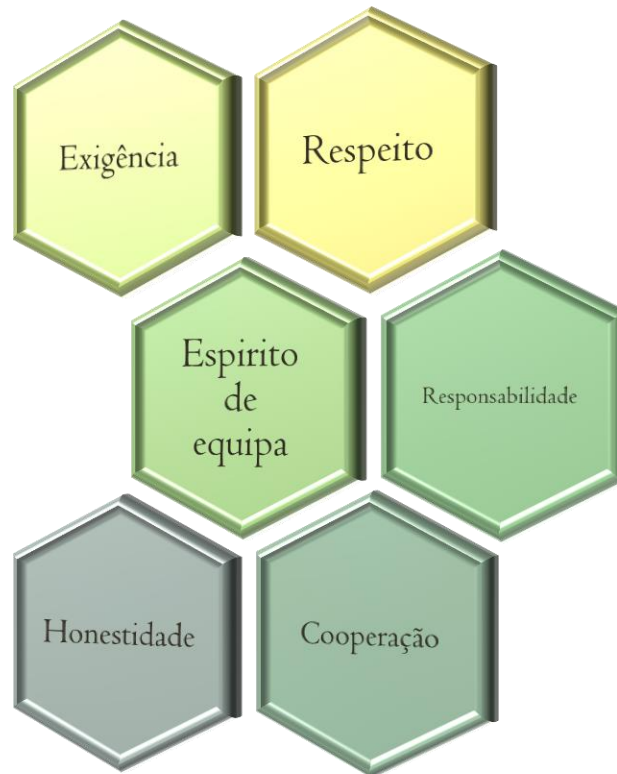 Exigência
Respeito
Espirito
de
equipa
Responsabilidade
Honestidade
Cooperação